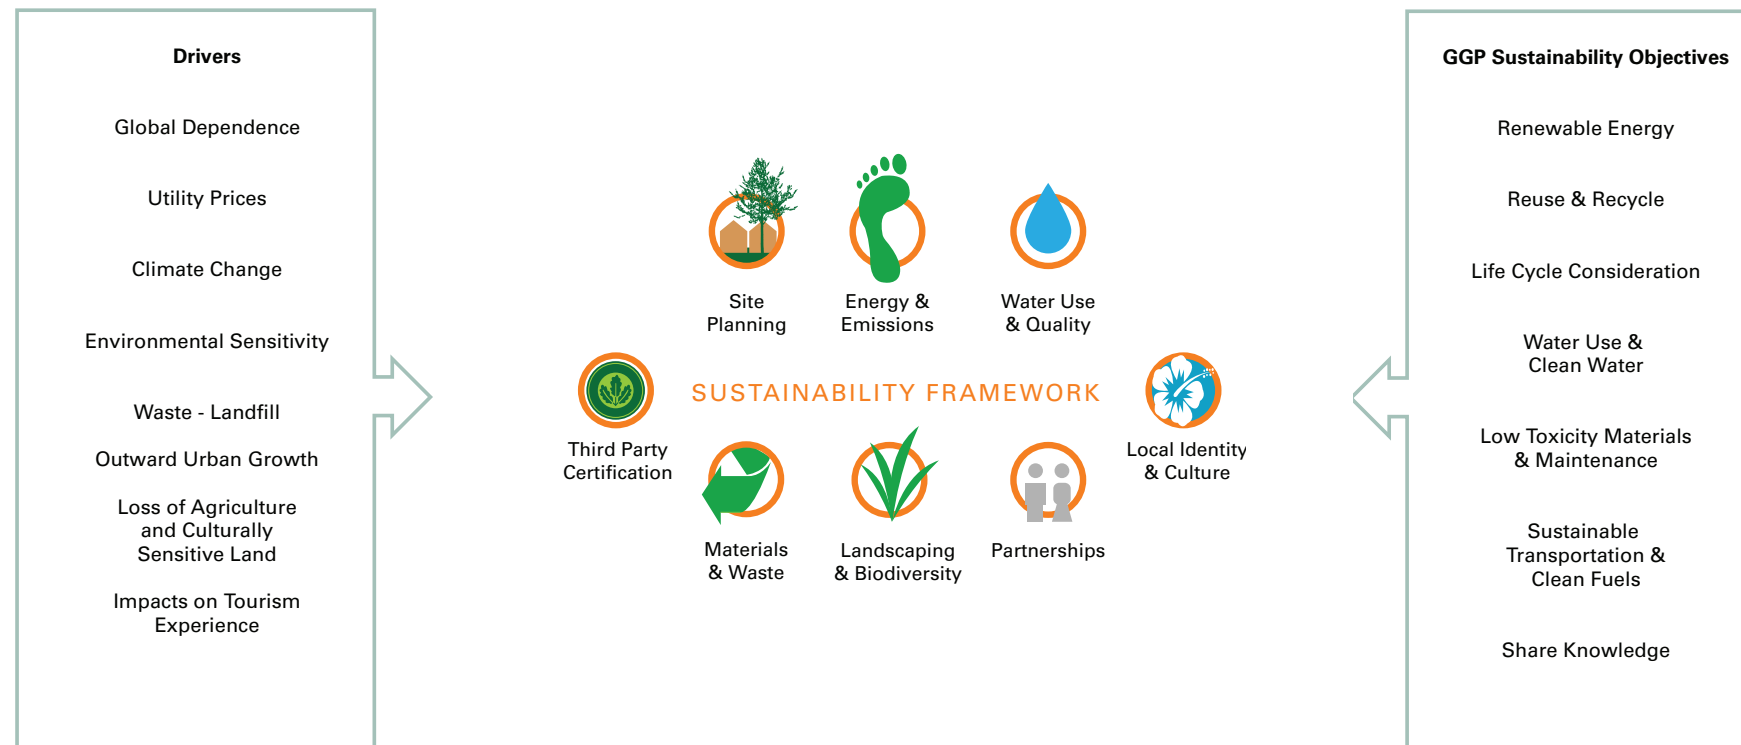 Drivers
Global Dependence
Utility Prices
Climate Change
Environmental Sensitivity
Waste - Landfill
Outward Urban Growth
Loss of Agriculture
and Culturally
Sensitive Land
Impacts on Tourism
Experience
Site
Planning
Energy &
Emissions
Water Use
& Quality
Third Party
Certification
SUSTAINABILITY FRAMEWORK
Local Identity
& Culture
Materials
& Waste
Landscaping
& Biodiversity
Partnerships
GGP Sustainability Objectives
Renewable Energy
Reuse & Recycle
Life Cycle Consideration
Water Use &
Clean Water
Low Toxicity Materials
& Maintenance
Sustainable
Transportation &
Clean Fuels
Share Knowledge